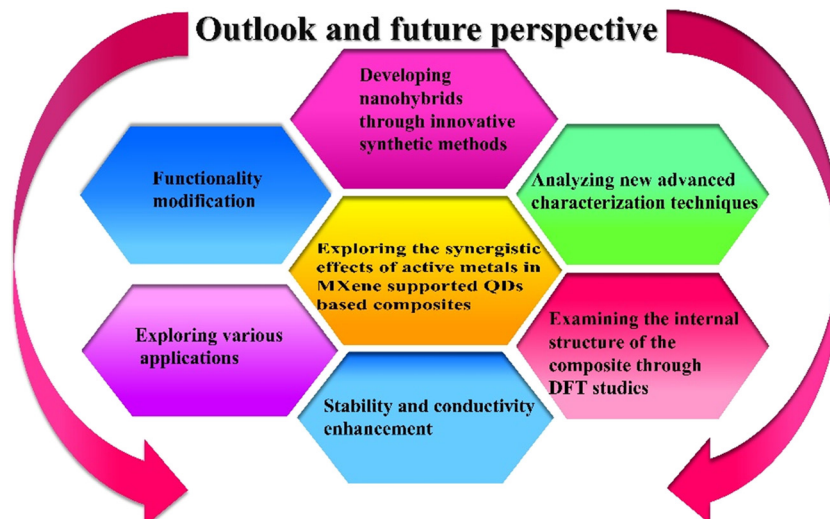 Outlook and future perspective
Developing
nanohybrids
through innovative
synthetic methods
Functionality
modification
Analyzing new advanced
characterization techniques
Exploring the synergistic
effects of active metals in
MXene supported QDs
based composites
Exploring various
applications
Examining the internal
structure of the
composite through
DFT studies
Stability and conductivity
enhancement